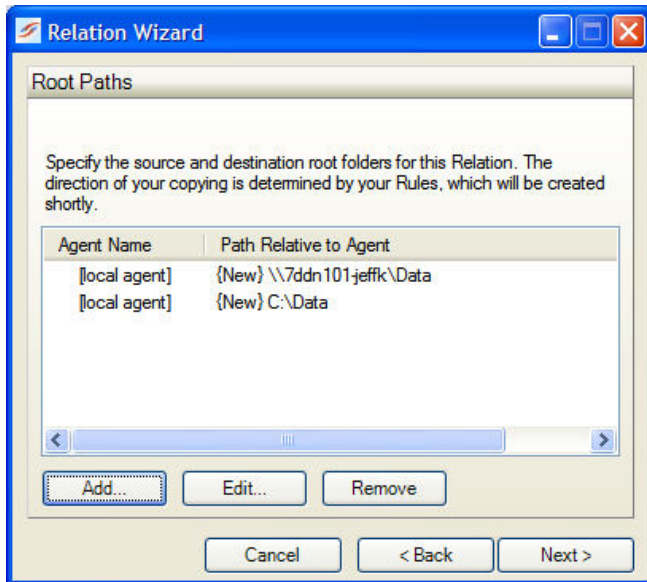 Relation Wizard
Root Paths
Specify the source and destination root folders for this Relation. The
direction of your copying is determined by your Rules, which will be created
shortly.
Agent Name Path Relative to Agent
[local agent] {New} \\7ddn101-jeffk\Data
[local agent] {New} C:\Data
Add... Edit... Remove
Cancel < Back Next >